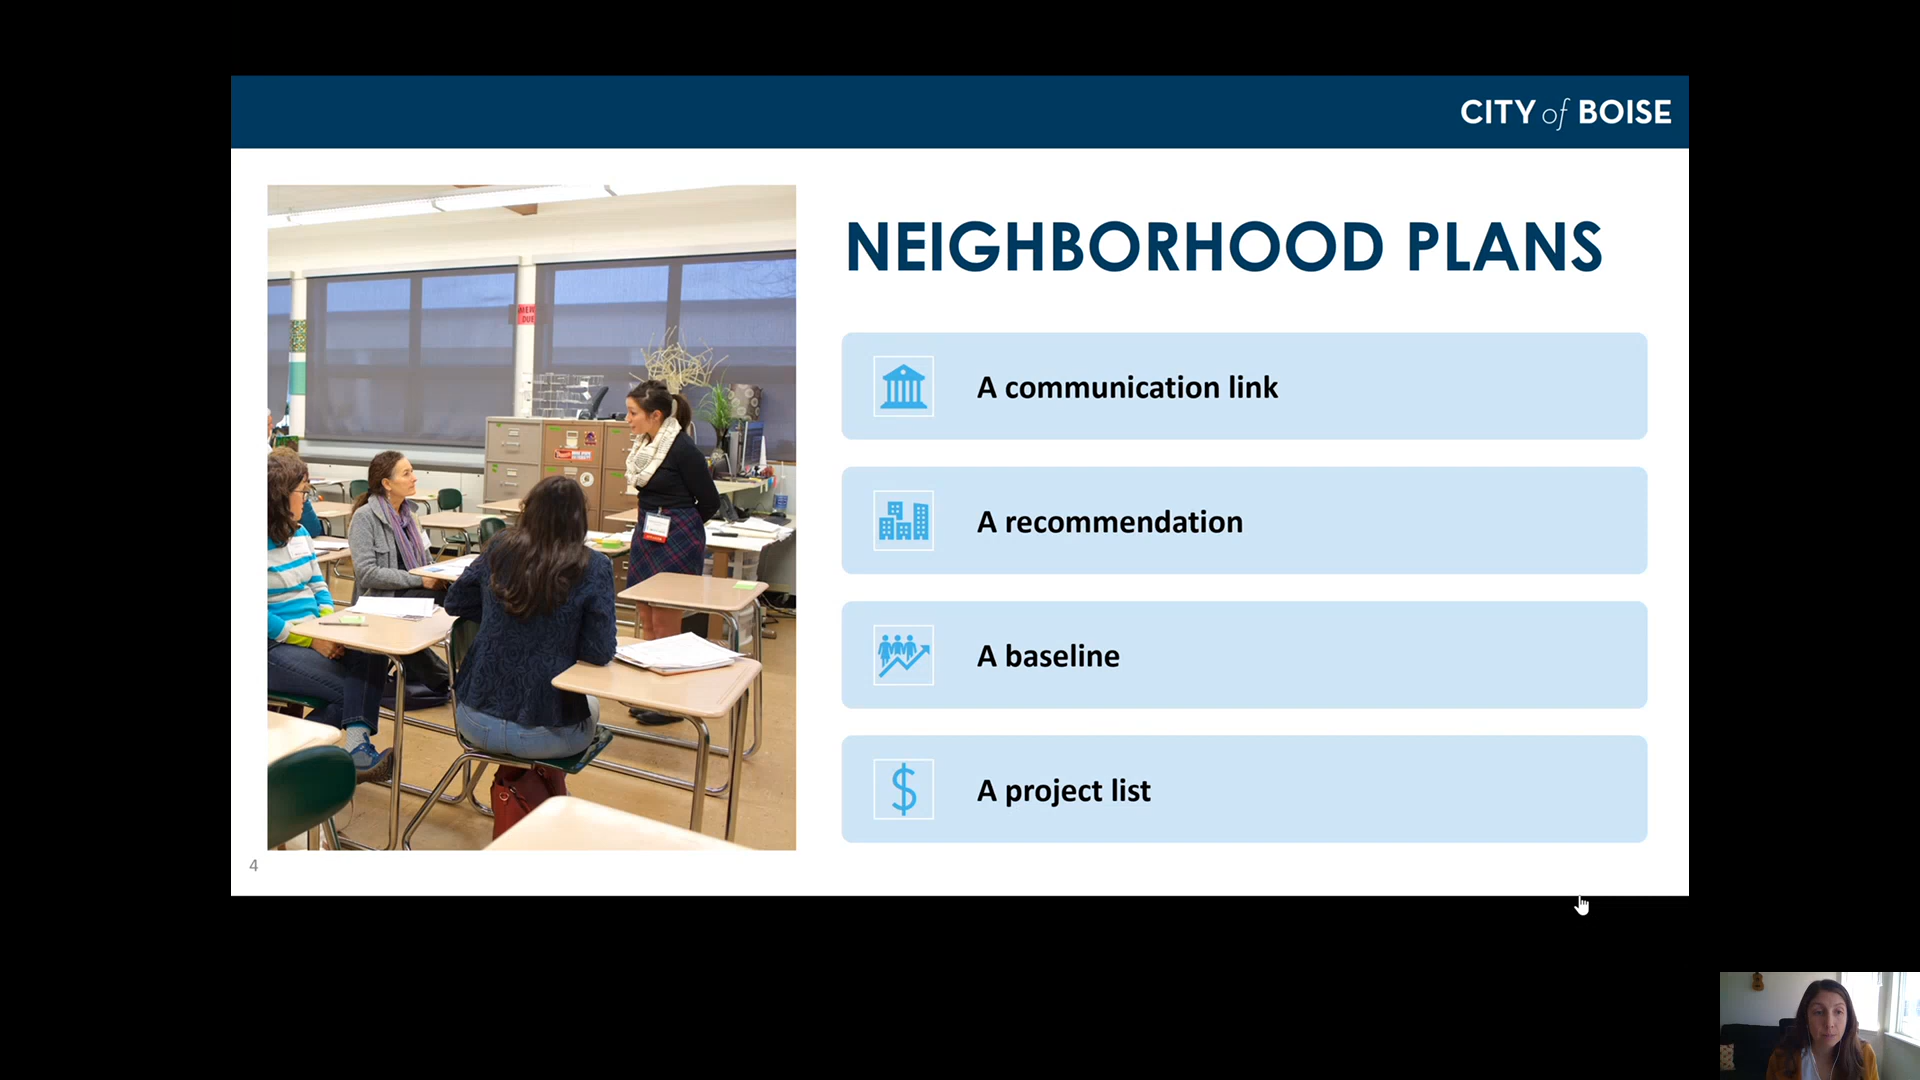 CITY of BOISE
NEIGHBORHOOD PLANS
A communication link
A recommendation
A baseline
$
A project list
4